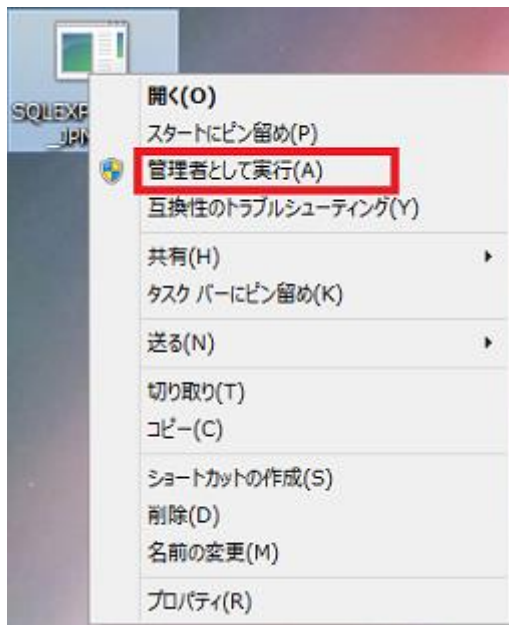 SQLEXP
_JPN
開く(O)
スタートにピン留め(P)
管理者として実行(A)
互換性のトラブルシューティング(Y)
共有(H)
タスク バーにピン留め(K)
送る(N)
切り取り(T)
コピー(C)
ショートカットの作成(S)
削除(D)
名前の変更(M)
プロパティ(R)